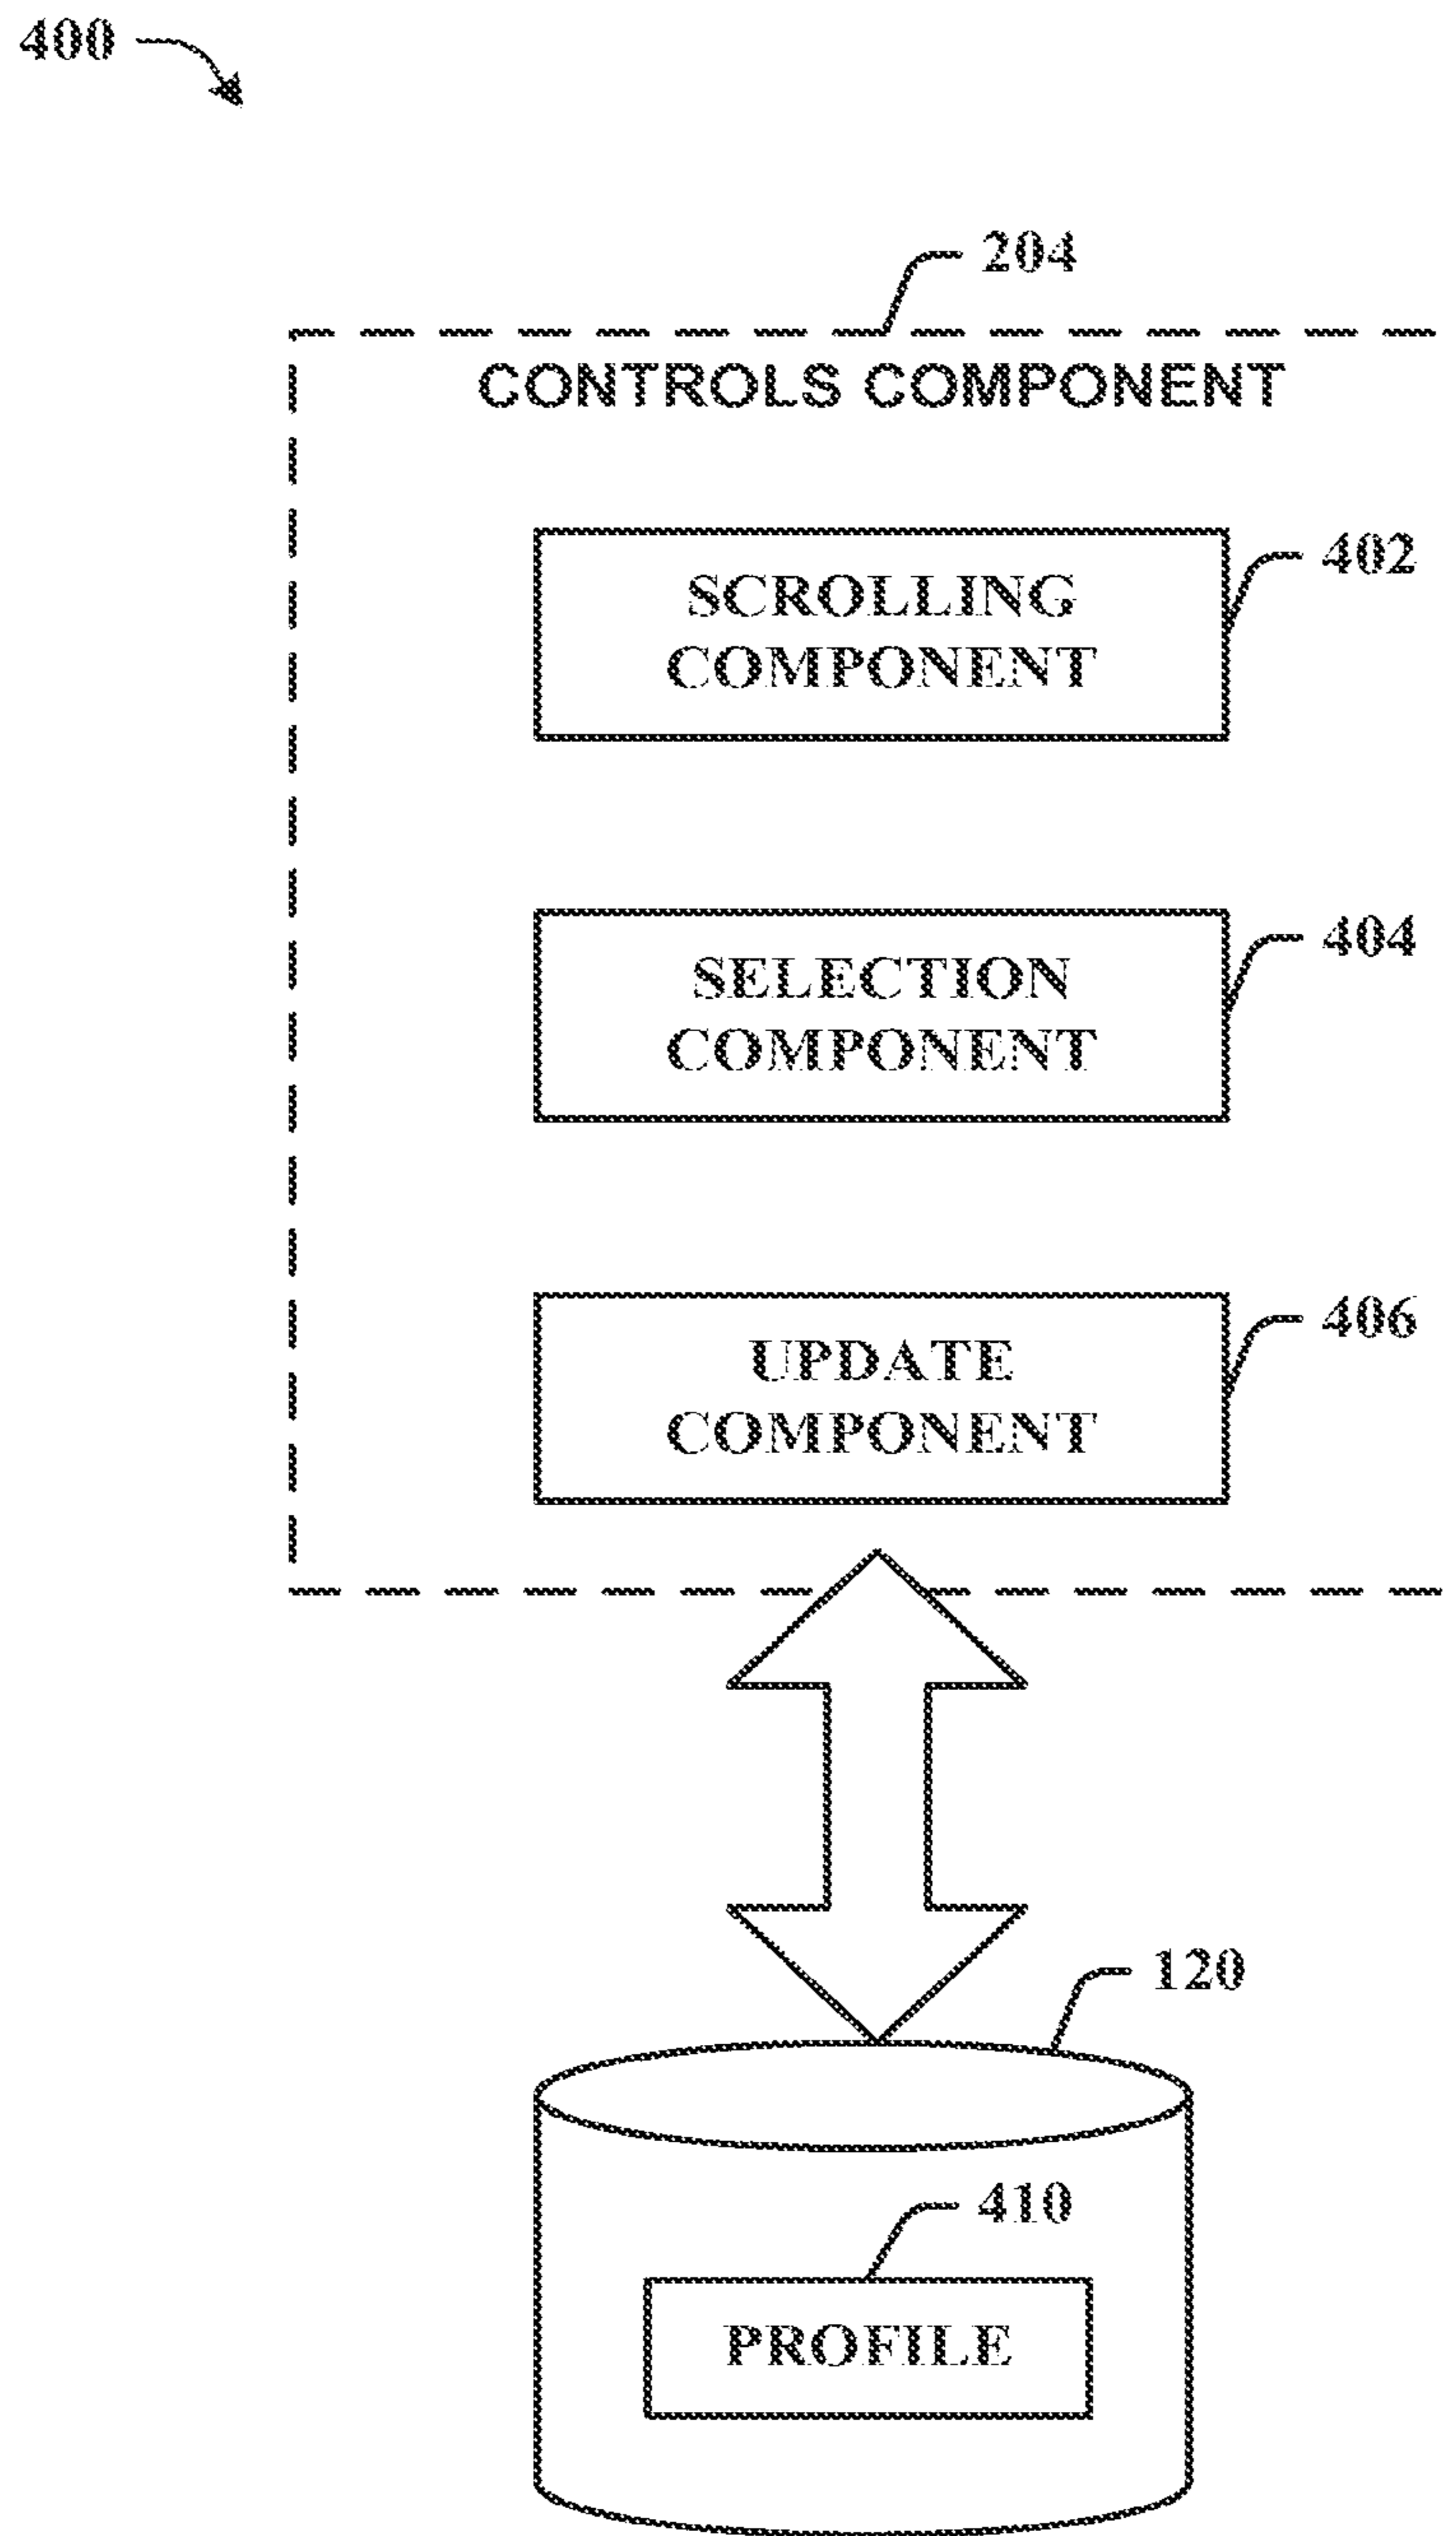 400
204
CONTROLS COMPONENT
402
SCROLLING
COMPONENT
404
SELECTION
COMPONENT
406
UPDATE
COMPONENT
120
410
PROFILE